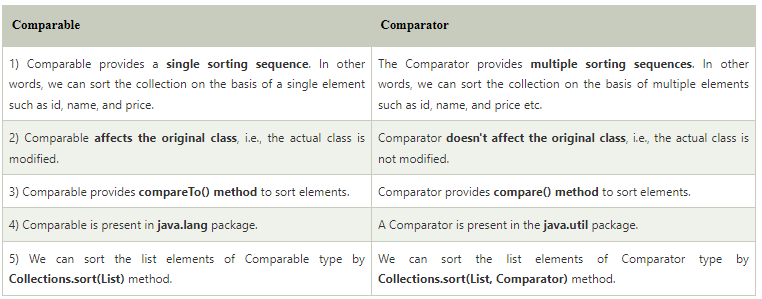 Comparable
Comparator
1) Comparable provides a single sorting sequence. In other
words, we can sort the collection on the basis of a single element
such as id, name, and price.
The Comparator provides multiple sorting sequences. In other
words, we can sort the collection on the basis of multiple elements
such as id, name, and price etc.
2) Comparable affects the original class, i.e., the actual class is
modified.
Comparator doesn't affect the original class, i.e., the actual class is
not modified.
3) Comparable provides compareTo() method to sort elements.
Comparator provides compare() method to sort elements.
4) Comparable is present in java.lang package.
A Comparator is present in the java.util package.
5) We can sort the list elements of Comparable type by
Collections.sort(List) method.
We can sort the list elements of Comparator type by
Collections.sort(List, Comparator) method.